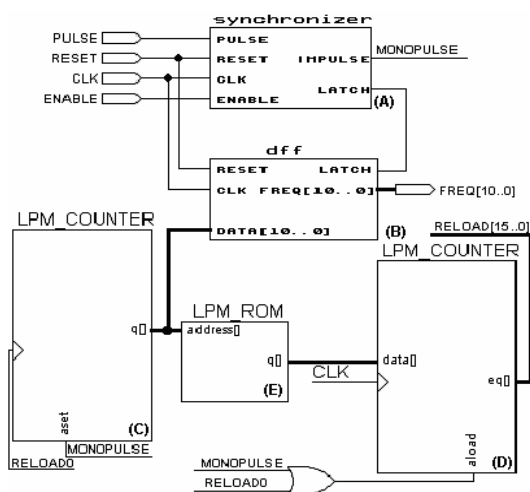 synchronizer
PULSE
RESET
CLK
ENABLE
PULSE
RESET IMPULSE
CLK
LATCH
ENABLE
(A)
MONOPULSE
dff
RESET LATCH
CLK FREQ[10..0]
DATA[10..0]
(B)
FREQ[10..0]
RELOAD[15..0]
LPM_COUNTER
q[]
aset
(C)
MONOPULSE
RELOAD0
LPM_ROM
address[]
q[]
(E)
LPM_COUNTER
data[]
CLK
eq[]
aload
(D)
MONOPULSE
RELOAD0